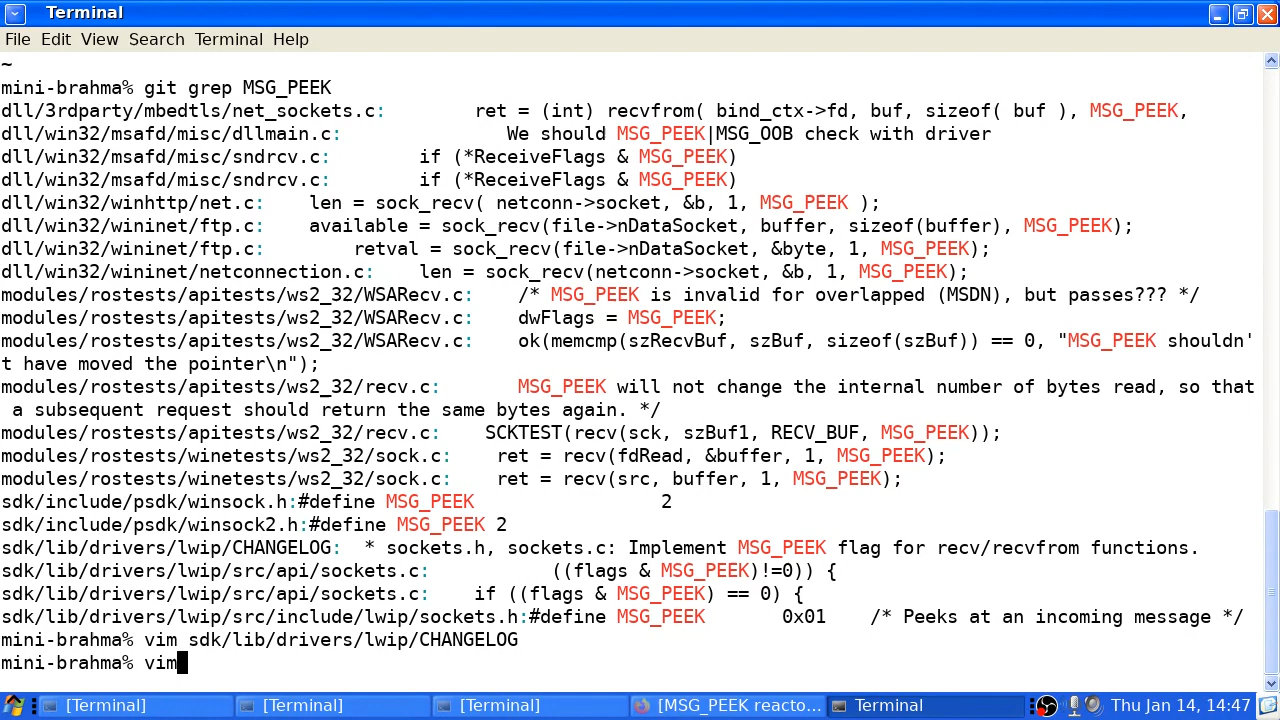 Terminal
File Edit View Search Terminal Help
~
mini-brahma% git grep MSG_PEEK
dll/3rdparty/mbedtls/net_sockets.c:        ret = (int) recvfrom( bind_ctx->fd, buf, sizeof( buf ), MSG_PEEK,
dll/win32/msafd/misc/dllmain.c:               We should MSG_PEEK|MSG_OOB check with driver
dll/win32/msafd/misc/sndrcv.c:        if (*ReceiveFlags & MSG_PEEK)
dll/win32/msafd/misc/sndrcv.c:        if (*ReceiveFlags & MSG_PEEK)
dll/win32/winhttp/net.c:    len = sock_recv( netconn->socket, &b, 1, MSG_PEEK );
dll/win32/wininet/ftp.c:    available = sock_recv(file->nDataSocket, buffer, sizeof(buffer), MSG_PEEK);
dll/win32/wininet/ftp.c:        retval = sock_recv(file->nDataSocket, &byte, 1, MSG_PEEK);
dll/win32/wininet/netconnection.c:    len = sock_recv(netconn->socket, &b, 1, MSG_PEEK);
modules/rostests/apitests/ws2_32/WSARecv.c:    /* MSG_PEEK is invalid for overlapped (MSDN), but passes??? */
modules/rostests/apitests/ws2_32/WSARecv.c:    dwFlags = MSG_PEEK;
modules/rostests/apitests/ws2_32/WSARecv.c:    ok(memcmp(szRecvBuf, szBuf, sizeof(szBuf)) == 0, "MSG_PEEK shouldn'
t have moved the pointer\n");
modules/rostests/apitests/ws2_32/recv.c:       MSG_PEEK will not change the internal number of bytes read, so that
 a subsequent request should return the same bytes again. */
modules/rostests/apitests/ws2_32/recv.c:    SCKTEST(recv(sck, szBuf1, RECV_BUF, MSG_PEEK));
modules/rostests/winetests/ws2_32/sock.c:    ret = recv(fdRead, &buffer, 1, MSG_PEEK);
modules/rostests/winetests/ws2_32/sock.c:    ret = recv(src, buffer, 1, MSG_PEEK);
sdk/include/psdk/winsock.h:#define MSG_PEEK                 2
sdk/include/psdk/winsock2.h:#define MSG_PEEK 2
sdk/lib/drivers/lwip/CHANGELOG:  * sockets.h, sockets.c: Implement MSG_PEEK flag for recv/recvfrom functions.
sdk/lib/drivers/lwip/src/api/sockets.c:           ((flags & MSG_PEEK)!=0)) {
sdk/lib/drivers/lwip/src/api/sockets.c:    if ((flags & MSG_PEEK) == 0) {
sdk/lib/drivers/lwip/src/include/lwip/sockets.h:#define MSG_PEEK       0x01    /* Peeks at an incoming message */
mini-brahma% vim sdk/lib/drivers/lwip/CHANGELOG
mini-brahma% vim
[Terminal] [Terminal] [Terminal] [MSG_PEEK reacto... Terminal Thu Jan 14, 14:47